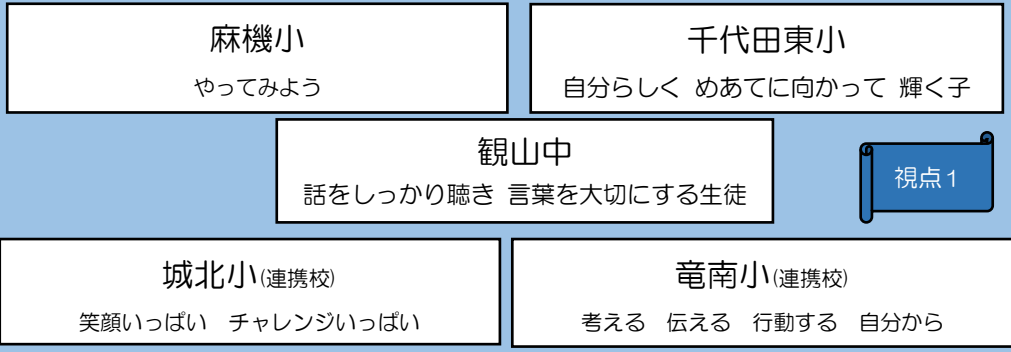 麻機小
やってみよう
千代田東小
自分らしく めあてに向かって 輝く子
観山中
話をしっかり聴き 言葉を大切にする生徒
視点1
城北小(連携校)
笑顔いっぱい チャレンジいっぱい
竜南小(連携校)
考える 伝える 行動する 自分から